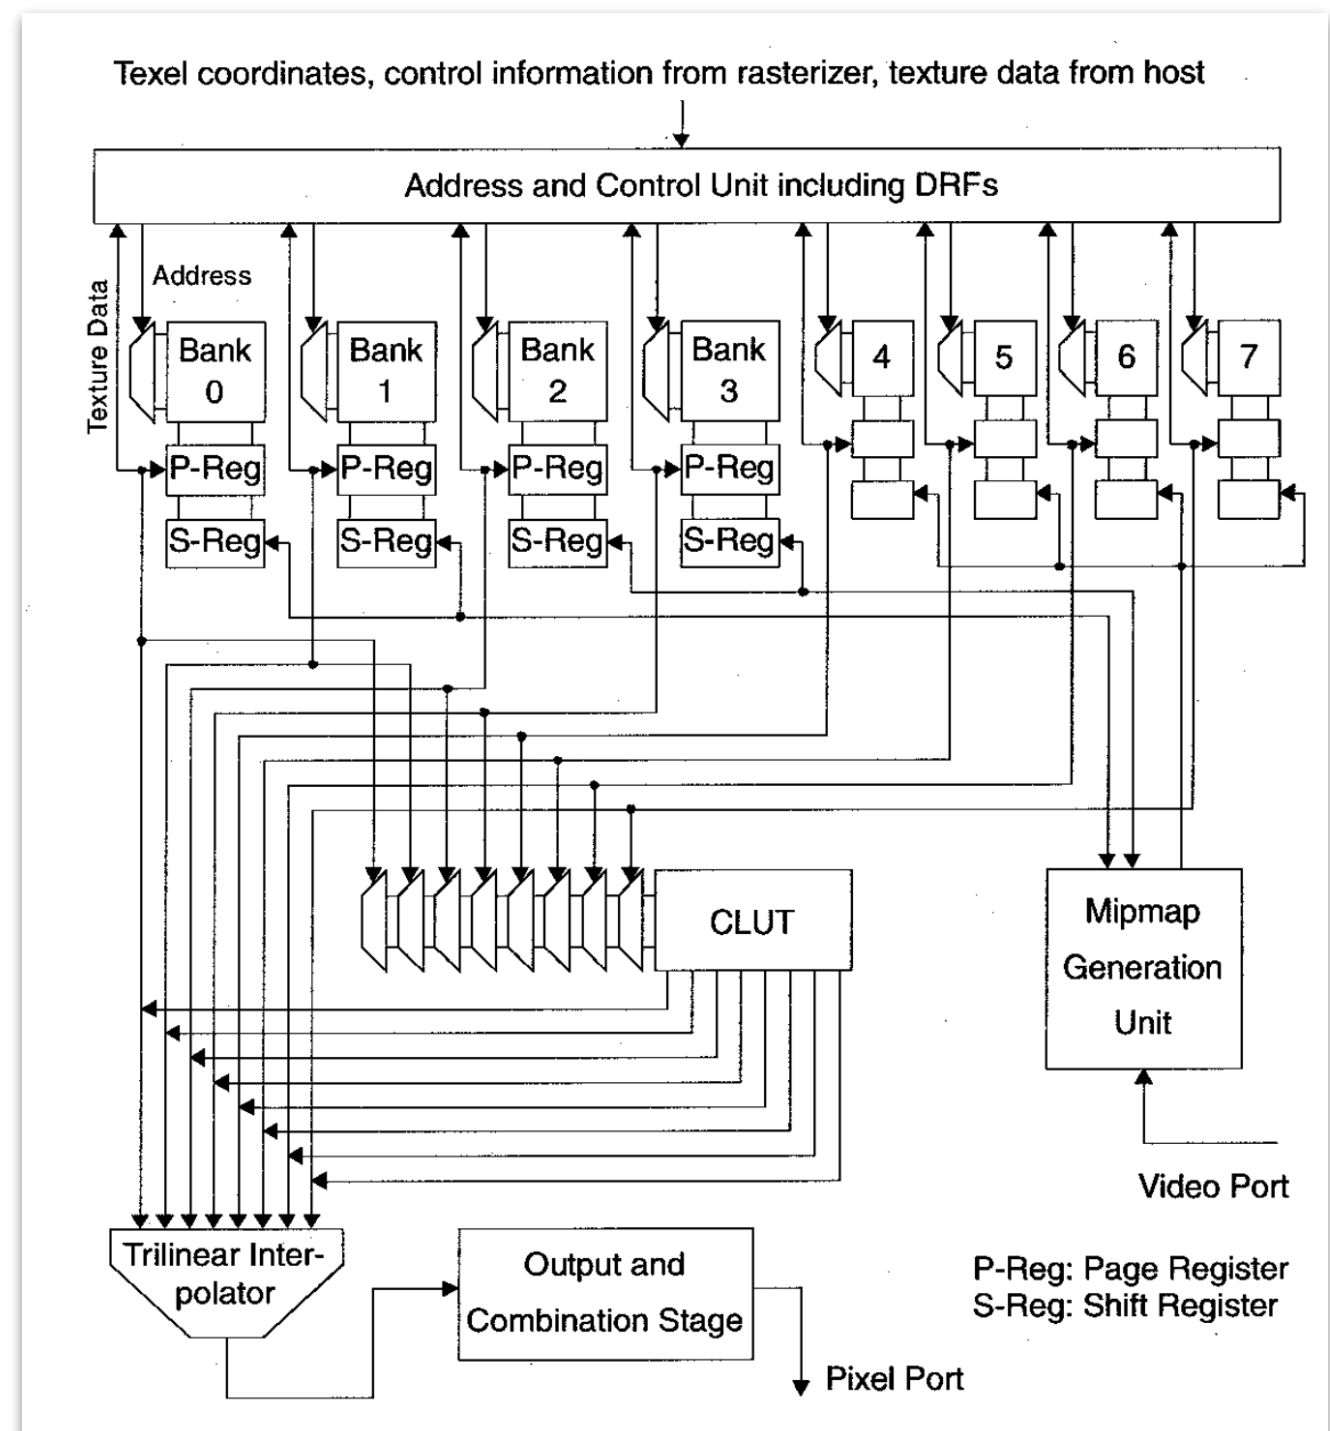 Texel coordinates, control information from rasterizer, texture data from host
Address and Control Unit including DRFs
Texture Data
Address
Bank
0
Bank
1
Bank
2
Bank
3
4
5
6
7
P-Reg
P-Reg
P-Reg
P-Reg
S-Reg
S-Reg
S-Reg
S-Reg
CLUT
Mipmap
Generation
Unit
Video Port
Trilinear Inter-
polator
Output and
Combination Stage
Pixel Port
P-Reg: Page Register
S-Reg: Shift Register